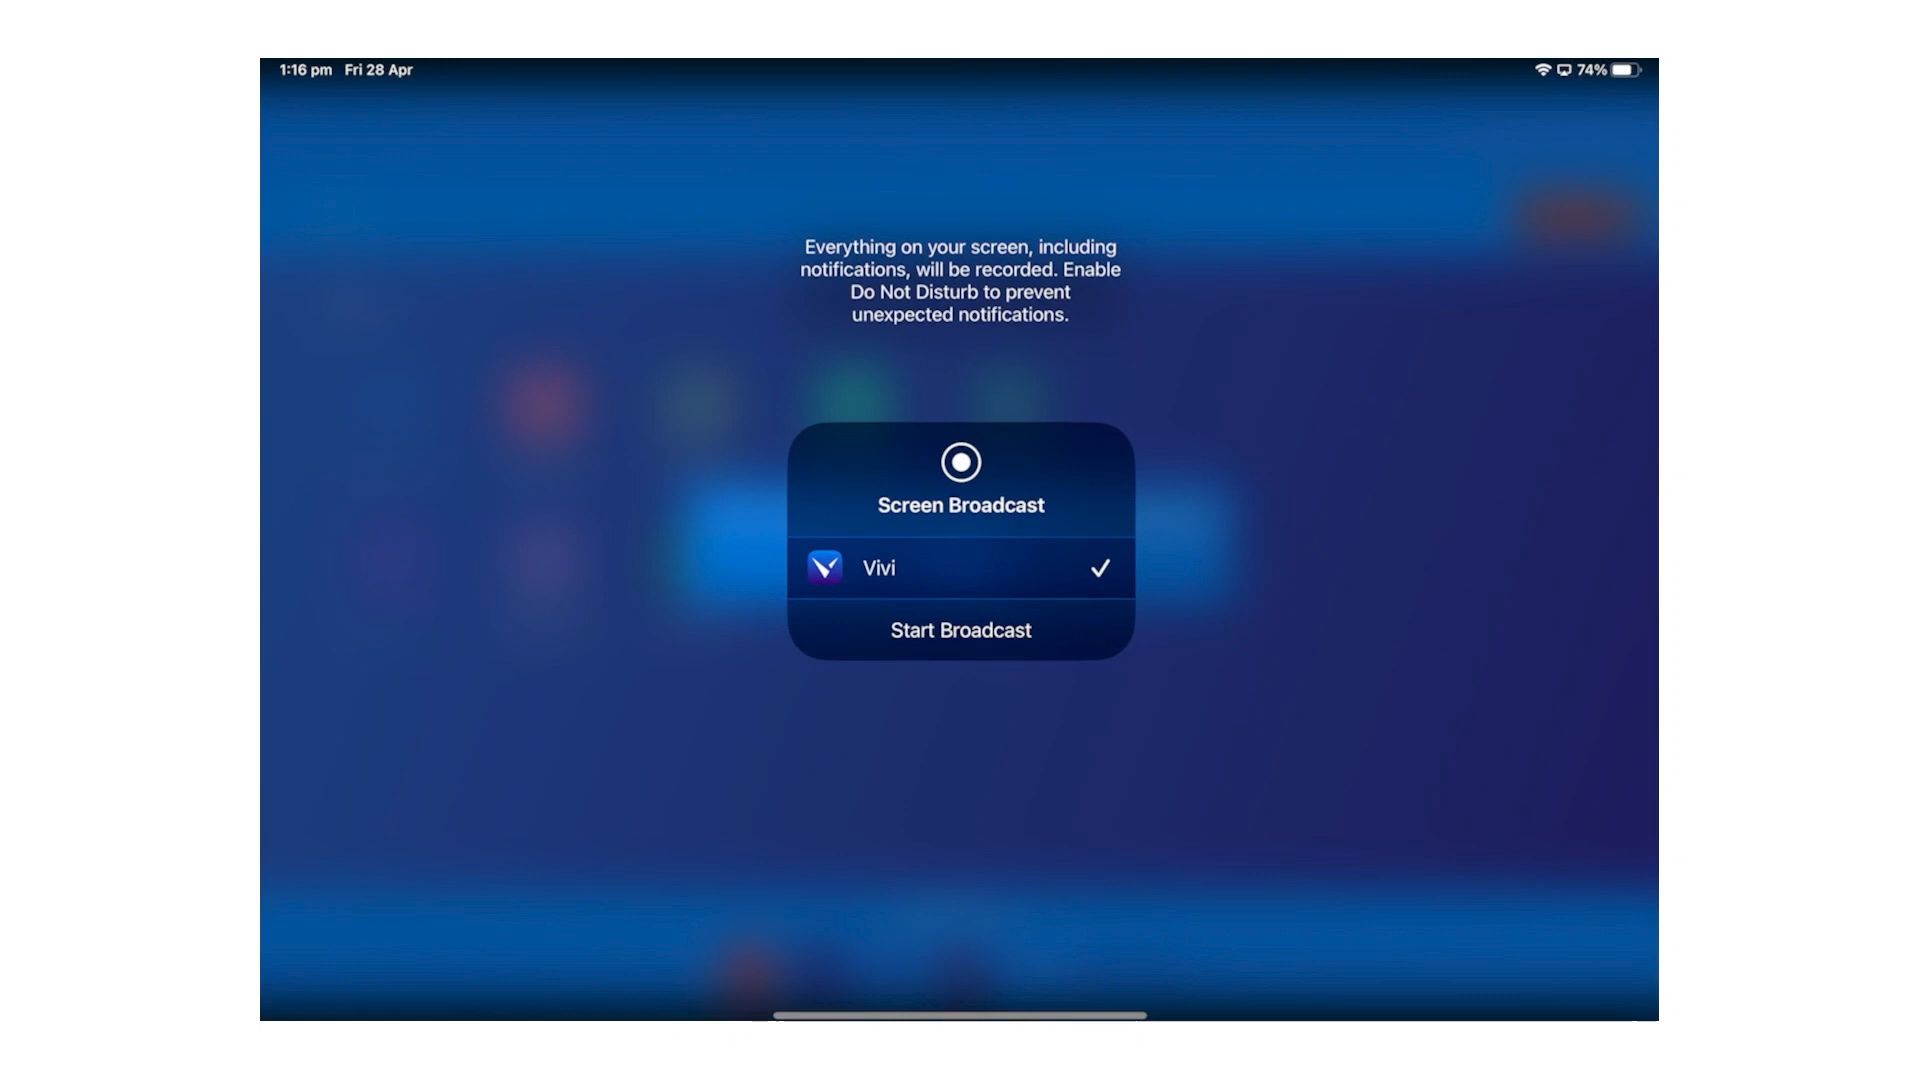 1:16 pm Fri 28 Apr
74%
Everything on your screen, including
notifications, will be recorded. Enable
Do Not Disturb to prevent
unexpected notifications.
Screen Broadcast
Vivi
Start Broadcast